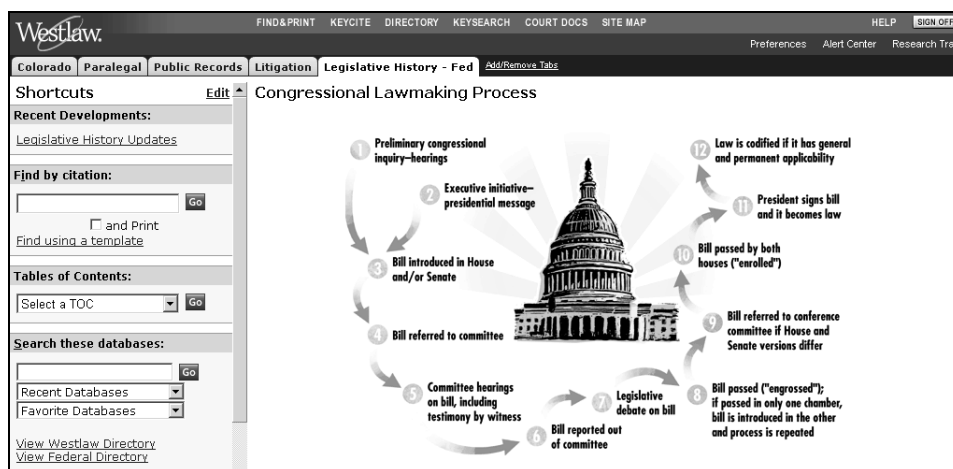 Westlaw.
FIND&PRINT KEYCITE DIRECTORY KEYSEARCH COURT DOCS SITE MAP
HELP SIGN OFF
Preferences Alert Center Research Tra
Colorado Paralegal Public Records Litigation Legislative History - Fed Add/Remove Tabs
Shortcuts Edit
Recent Developments:
Legislative History Updates
Find by citation:
Go
and Print
Find using a template
Tables of Contents:
Select a TOC Go
Search these databases:
Go
Recent Databases
Favorite Databases
View Westlaw Directory
View Federal Directory
Congressional Lawmaking Process
1 Preliminary congressional
inquiry–hearings
2 Executive initiative–
presidential message
3 Bill introduced in House
and/or Senate
4 Bill referred to committee
5 Committee hearings
on bill, including
testimony by witness
6 Bill reported out
of committee
7 Legislative
debate on bill
8 Bill passed ("engrossed");
if passed in only one chamber,
bill is introduced in the other
and process is repeated
9 Bill referred to conference
committee if House and
Senate versions differ
10 Bill passed by both
houses ("enrolled")
11 President signs bill
and it becomes law
12 Law is codified if it has general
and permanent applicability